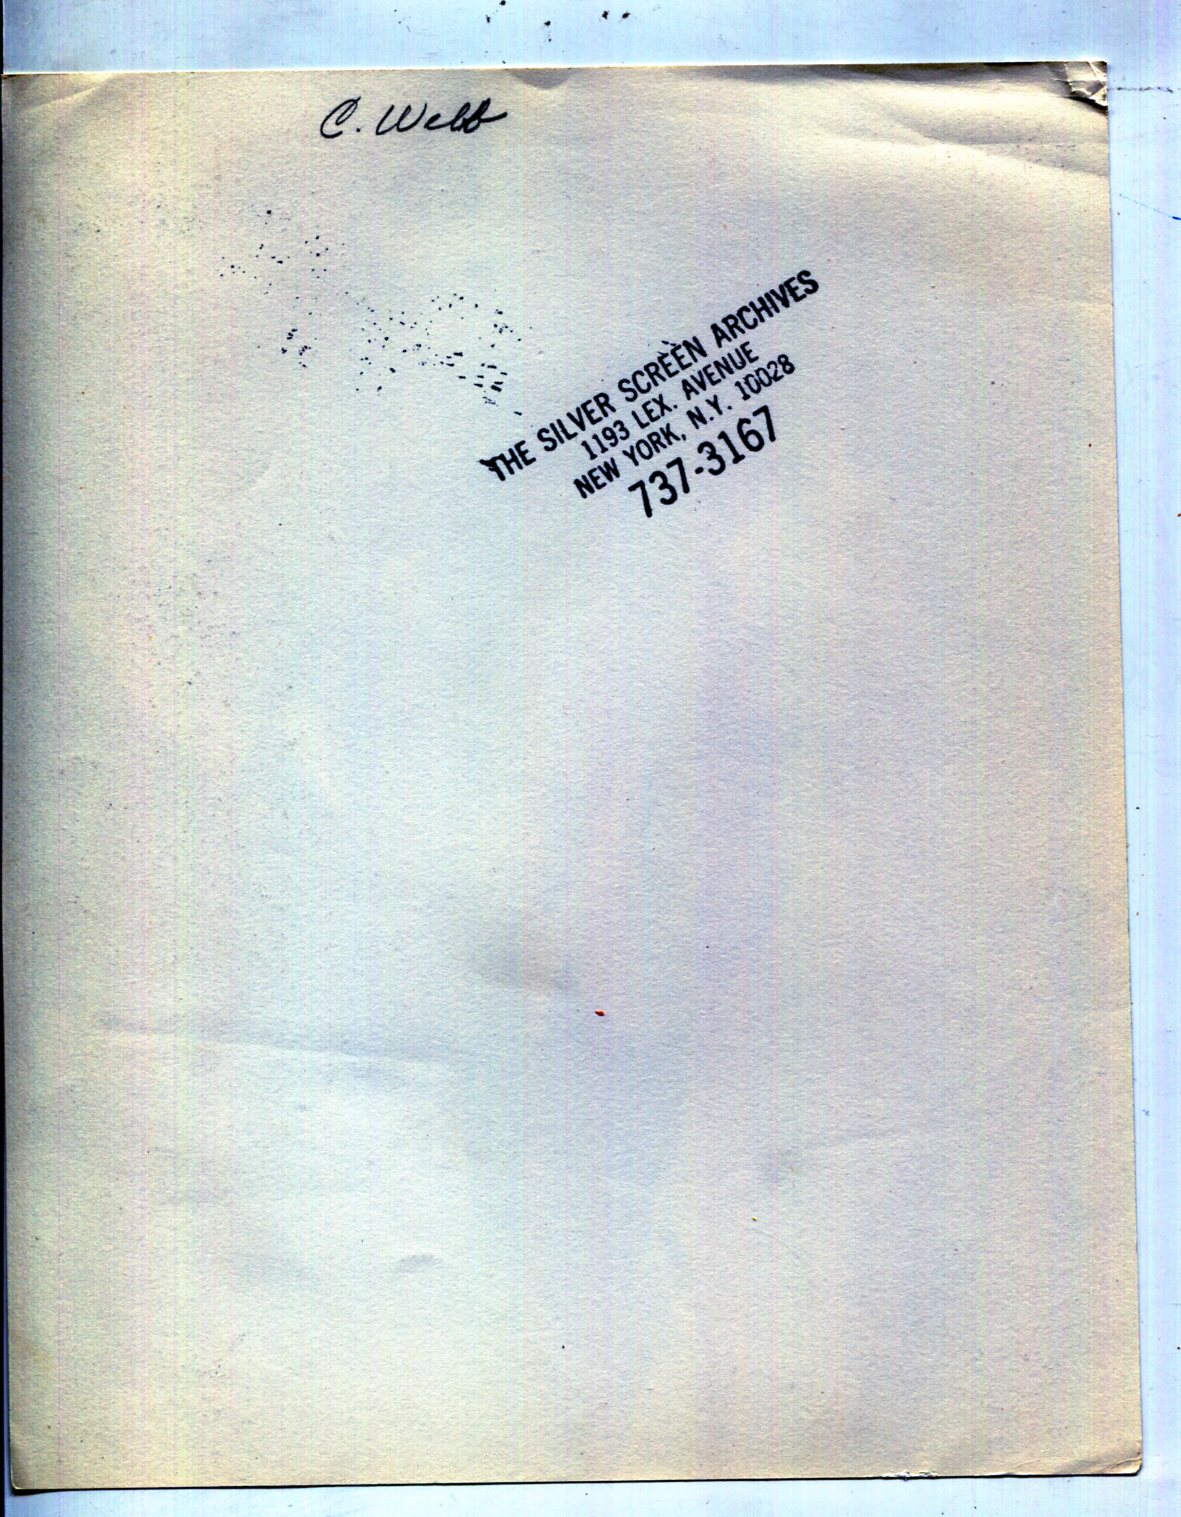 C. Webb
THE SILVER SCREEN ARCHIVES
1193 LEX. AVENUE
NEW YORK, N.Y. 10028
737-3167